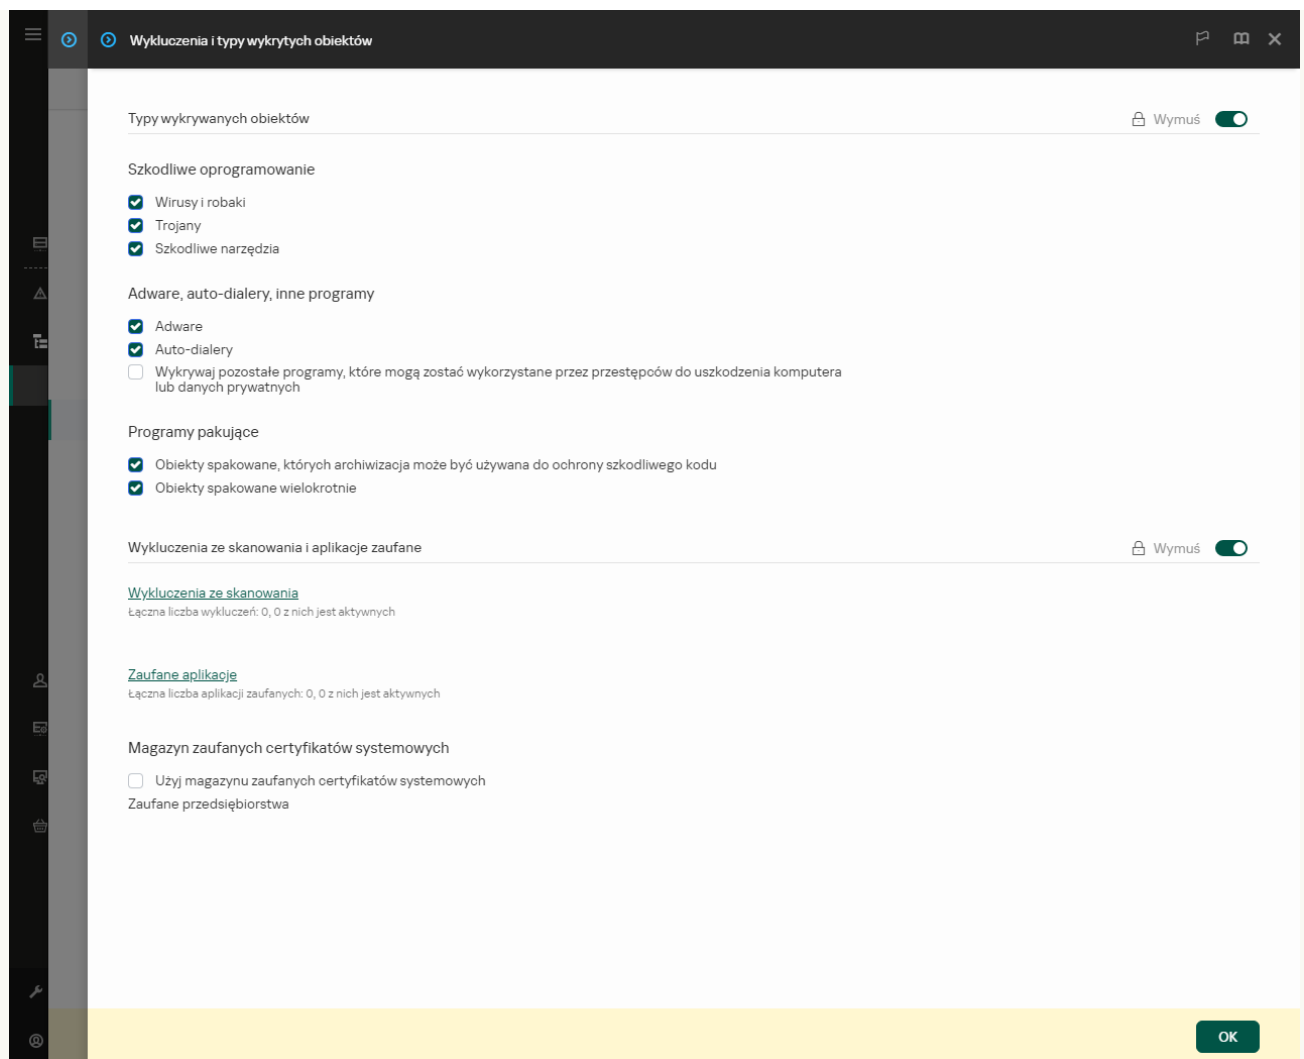 Wykluczenia i typy wykrytych obiektów
Typy wykrywanych obiektów
Wymuś
Szkodliwe oprogramowanie
Wirusy i robaki
Trojany
Szkodliwe narzędzia
Adware, auto-dialery, inne programy
Adware
Auto-dialery
Wykrywaj pozostałe programy, które mogą zostać wykorzystane przez przestępców do uszkodzenia komputera
lub danych prywatnych
Programy pakujące
Obiekty spakowane, których archiwizacja może być używana do ochrony szkodliwego kodu
Obiekty spakowane wielokrotnie
Wykluczenia ze skanowania i aplikacje zaufane
Wymuś
Wykluczenia ze skanowania
Łączna liczba wykluczeń: 0, 0 z nich jest aktywnych
Zaufane aplikacje
Łączna liczba aplikacji zaufanych: 0, 0 z nich jest aktywnych
Magazyn zaufanych certyfikatów systemowych
Użyj magazynu zaufanych certyfikatów systemowych
Zaufane przedsiębiorstwa
OK